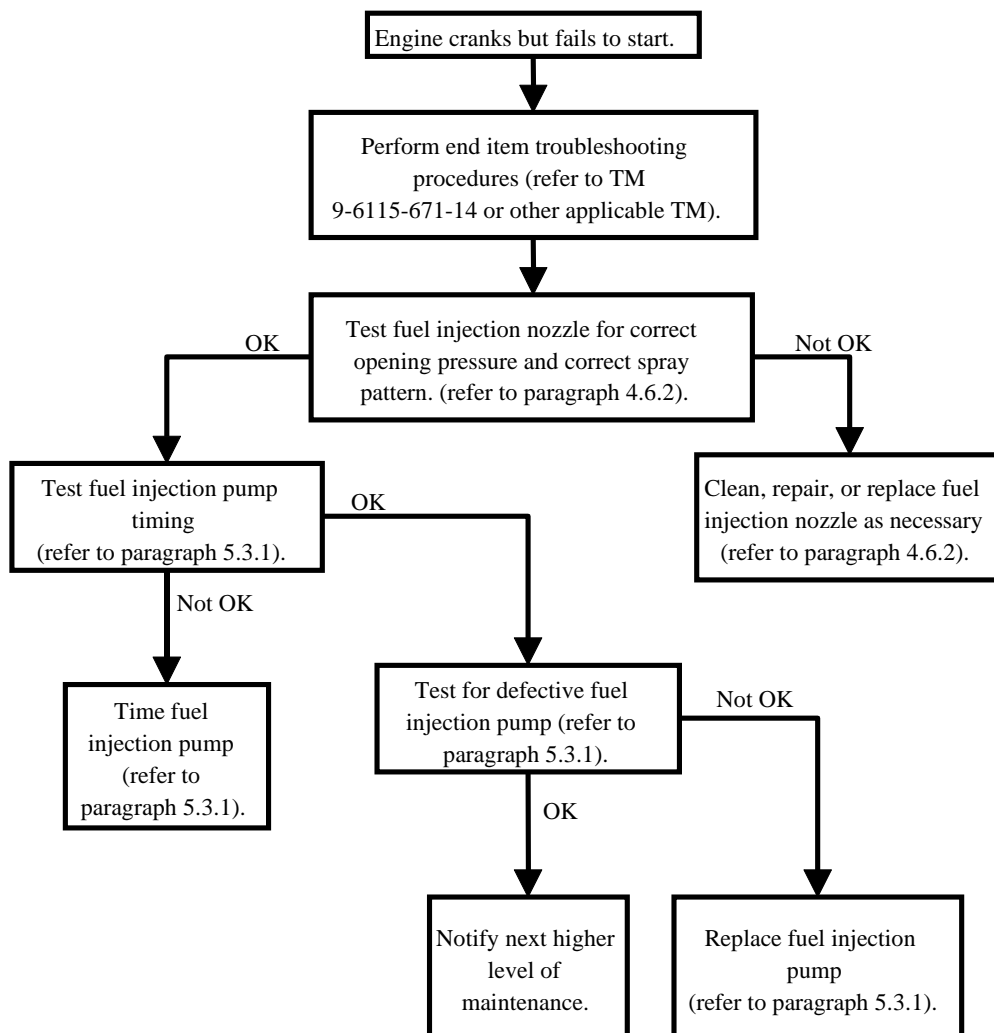 Engine cranks but fails to start.
Perform end item troubleshooting
procedures (refer to TM
9-6115-671-14 or other applicable TM).
OK
Test fuel injection nozzle for correct
opening pressure and correct spray
pattern. (refer to paragraph 4.6.2).
Not OK
Test fuel injection pump
timing
(refer to paragraph 5.3.1).
OK
Clean, repair, or replace fuel
injection nozzle as necessary
(refer to paragraph 4.6.2).
Not OK
Time fuel
injection pump
(refer to
paragraph 5.3.1).
Test for defective fuel
injection pump (refer to
paragraph 5.3.1).
Not OK
OK
Notify next higher
level of
maintenance.
Replace fuel injection
pump
(refer to paragraph 5.3.1).